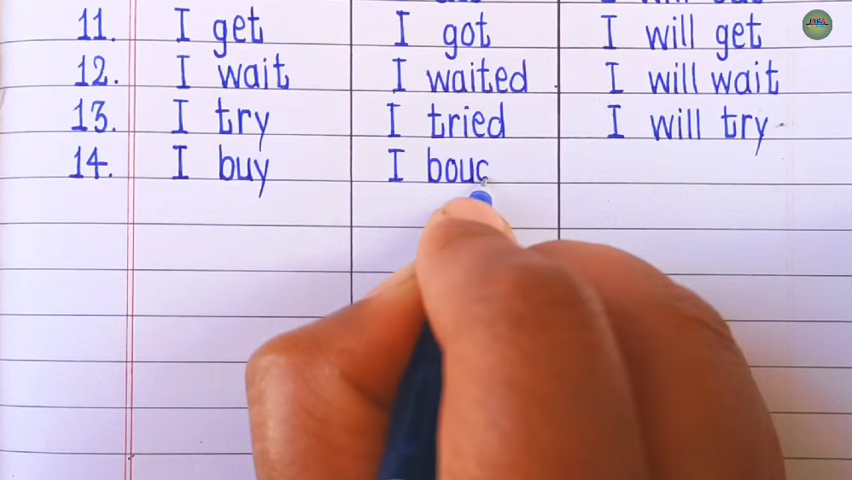 11. I get I got I will get
12. I wait I waited I will wait
13. I try I tried I will try
14. I buy I bouc